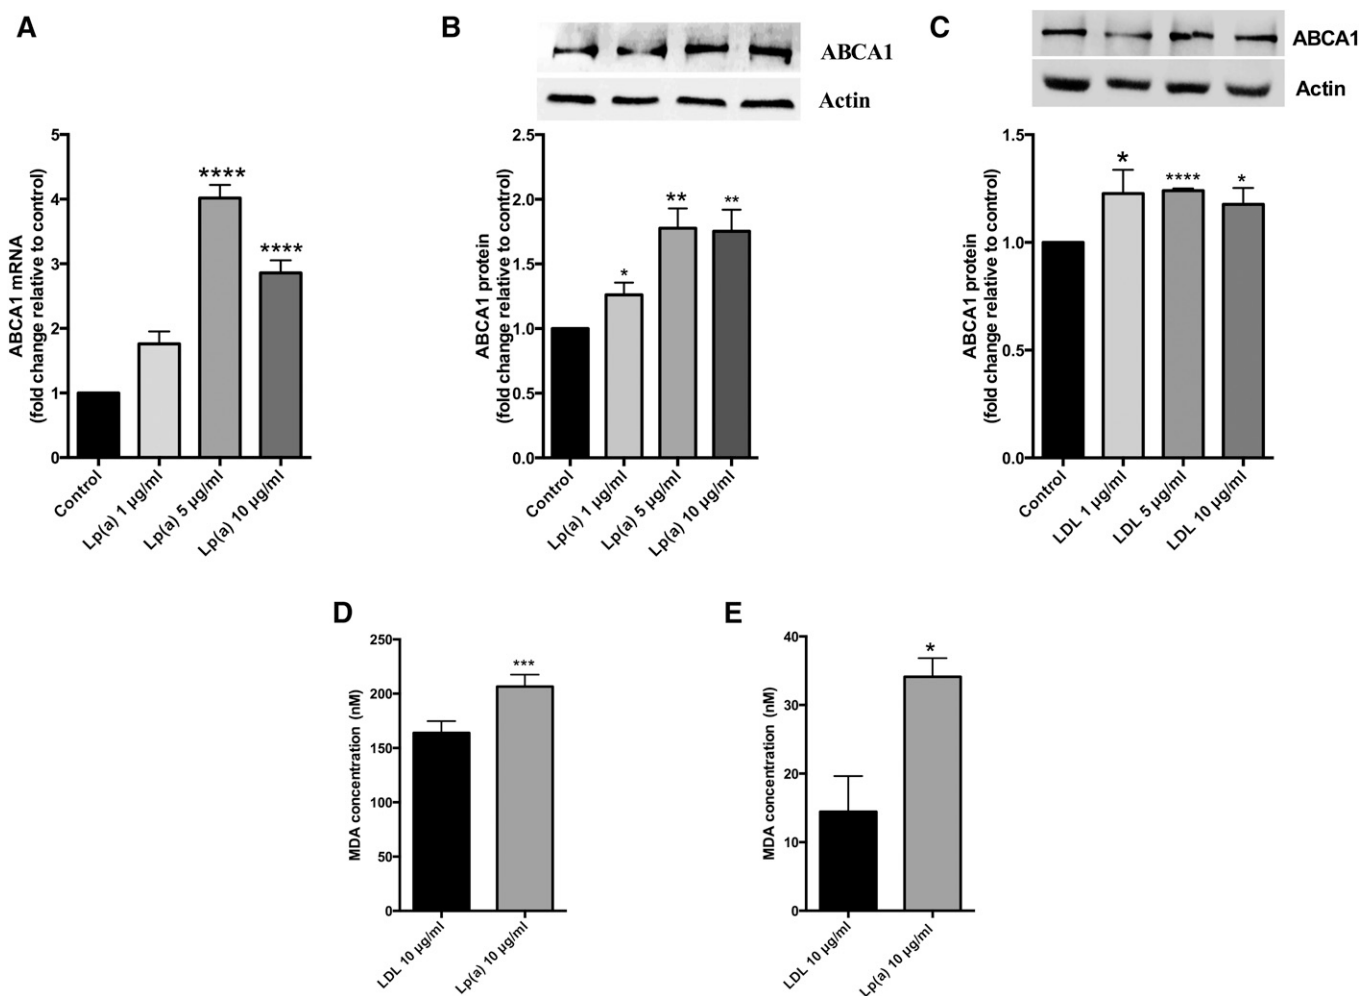 A
ABCA1 mRNA
(fold change relative to control)
5
4
3
2
1
0
****
****
Control
Lp(a) 1 µg/ml
Lp(a) 5 µg/ml
Lp(a) 10 µg/ml
B
ABCA1
Actin
ABCA1 protein
(fold change relative to control)
2.5
2.0
1.5
1.0
0.5
0.0
*
**
**
Control
Lp(a) 1 µg/ml
Lp(a) 5 µg/ml
Lp(a) 10 µg/ml
C
ABCA1
Actin
ABCA1 protein
(fold change relative to control)
1.5
1.0
0.5
0.0
*
****
*
Control
LDL 1 µg/ml
LDL 5 µg/ml
LDL 10 µg/ml
D
MDA concentration (nM)
250
200
150
100
50
0
***
LDL 10 µg/ml
Lp(a) 10 µg/ml
E
MDA concentration (nM)
40
30
20
10
0
*
LDL 10 µg/ml
Lp(a) 10 µg/ml